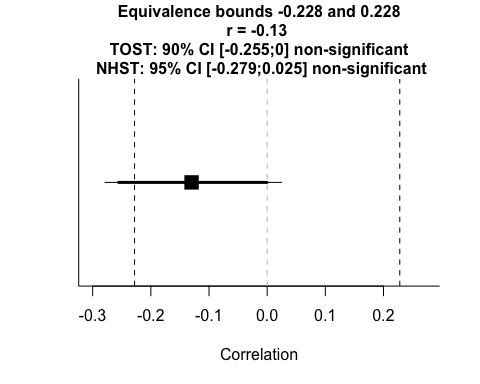 Equivalence bounds -0.228 and 0.228
r = -0.13
TOST: 90% CI [-0.255;0] non-significant
NHST: 95% CI [-0.279;0.025] non-significant
-0.3 -0.2 -0.1 0.0 0.1 0.2
Correlation